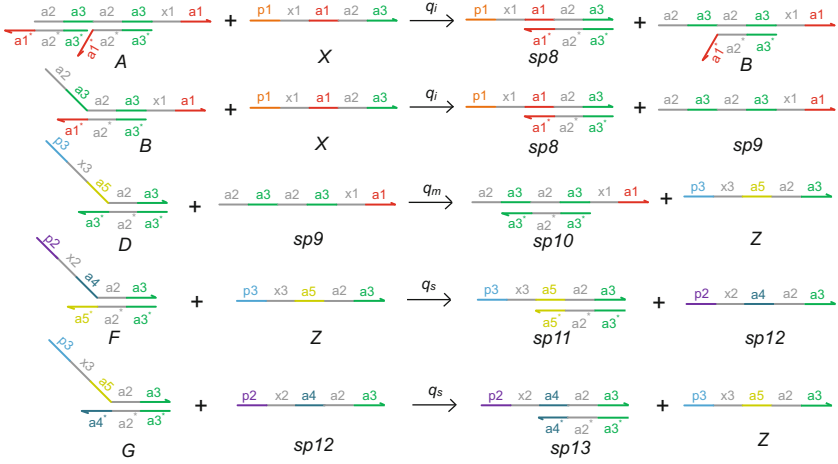 a2 a3 a2 a3 x1 a1 + p1 x1 a1 a2 a3 q_i p1 x1 a1 a2 a3 + a2 a3 a2 a3 x1 a1
a1* a2* a3* a1* a2* a3* a1* a2* a3* a1* a2* a3*
A X sp8 B
a2 a3 a2 a3 x1 a1 + p1 x1 a1 a2 a3 q_i p1 x1 a1 a2 a3 + a2 a3 a2 a3 x1 a1
a1* a2* a3* a1* a2* a3*
B X sp8 sp9
p3 x3 a5 a2 a3 + a2 a3 a2 a3 x1 a1 q_m a2 a3 a2 a3 x1 a1 + p3 x3 a5 a2 a3
a3* a2* a3* a3* a2* a3*
D sp9 sp10 Z
p2 x2 a4 a2 a3 + p3 x3 a5 a2 a3 q_s p3 x3 a5 a2 a3 + p2 x2 a4 a2 a3
a5* a2* a3* a5* a2* a3*
F Z sp11 sp12
p3 x3 a5 a2 a3 + p2 x2 a4 a2 a3 q_s p2 x2 a4 a2 a3 + p3 x3 a5 a2 a3
a4* a2* a3* a4* a2* a3*
G sp12 sp13 Z